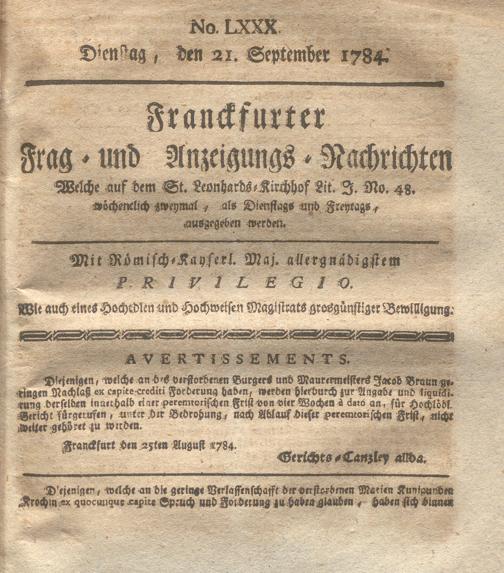 No. LXXX.
Dienstag, den 21. September 1784.
Franckfurter
Frag- und Anzeigungs-Nachrichten
Welche auf dem St. Leonhards-Kirchhof Lit. J. No. 48.
wöchentlich zweymal, als Dienstags und Freytags,
ausgegeben werden.
Mit Römisch-Kayserl. Maj. allergnädigstem
PRIVILEGIO.
Wie auch eines Hochedlen und Hochweisen Magistrats grosgünstiger Bewilligung.
AVERTISSEMENTS.
Diejenigen, welche an des verstorbenen Burgers und Maurermeisters Jacob Braun ge-
ringen Nachlaß ex capite crediti Forderung haben, werden hierdurch zur Angabe und liquidi-
rung derselben innerhalb einer peremtorischen Frist von vier Wochen à dato an, für Hochlöbl.
Gericht fürgerufen, unter der Bedrohung, nach Ablauf dieser peremtorischen Frist, nicht
weiter gehöret zu werden.
Franckfurt den 25ten August 1784.
Gerichts-Canzley allda.
Diejenigen, welche an die geringe Verlassenschafft der verstorbenen Marien Kunigunden
Krochin ex quocunque capite Spruch und Forderung zu haben glauben, haben sich binnen